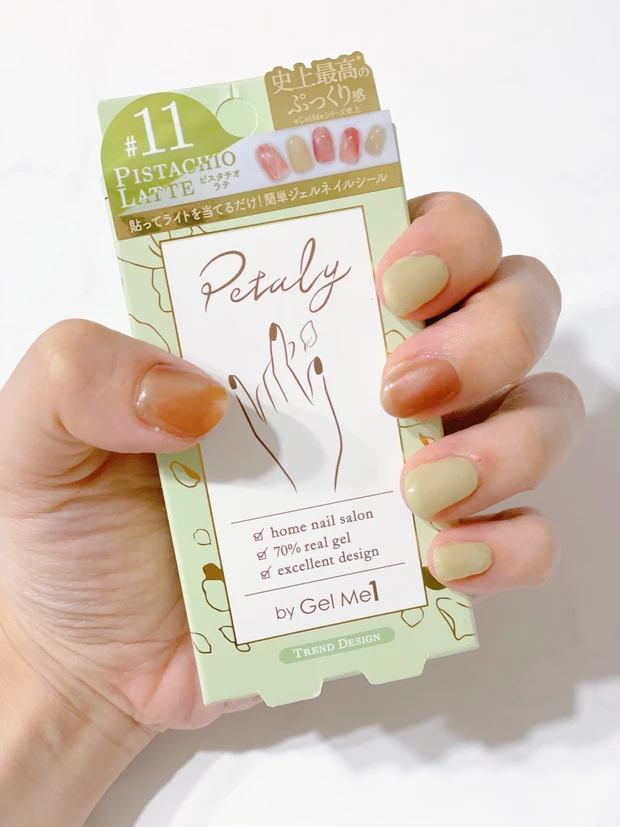 史上最高の※
ぷっくり感
※Gel Meシリーズ史上
#11
PISTACHIO
LATTE
ピスタチオ
ラテ
貼ってライトを当てるだけ!簡単ジェルネイルシール
Petaly
home nail salon
70% real gel
excellent design
by Gel Me1
TREND DESIGN